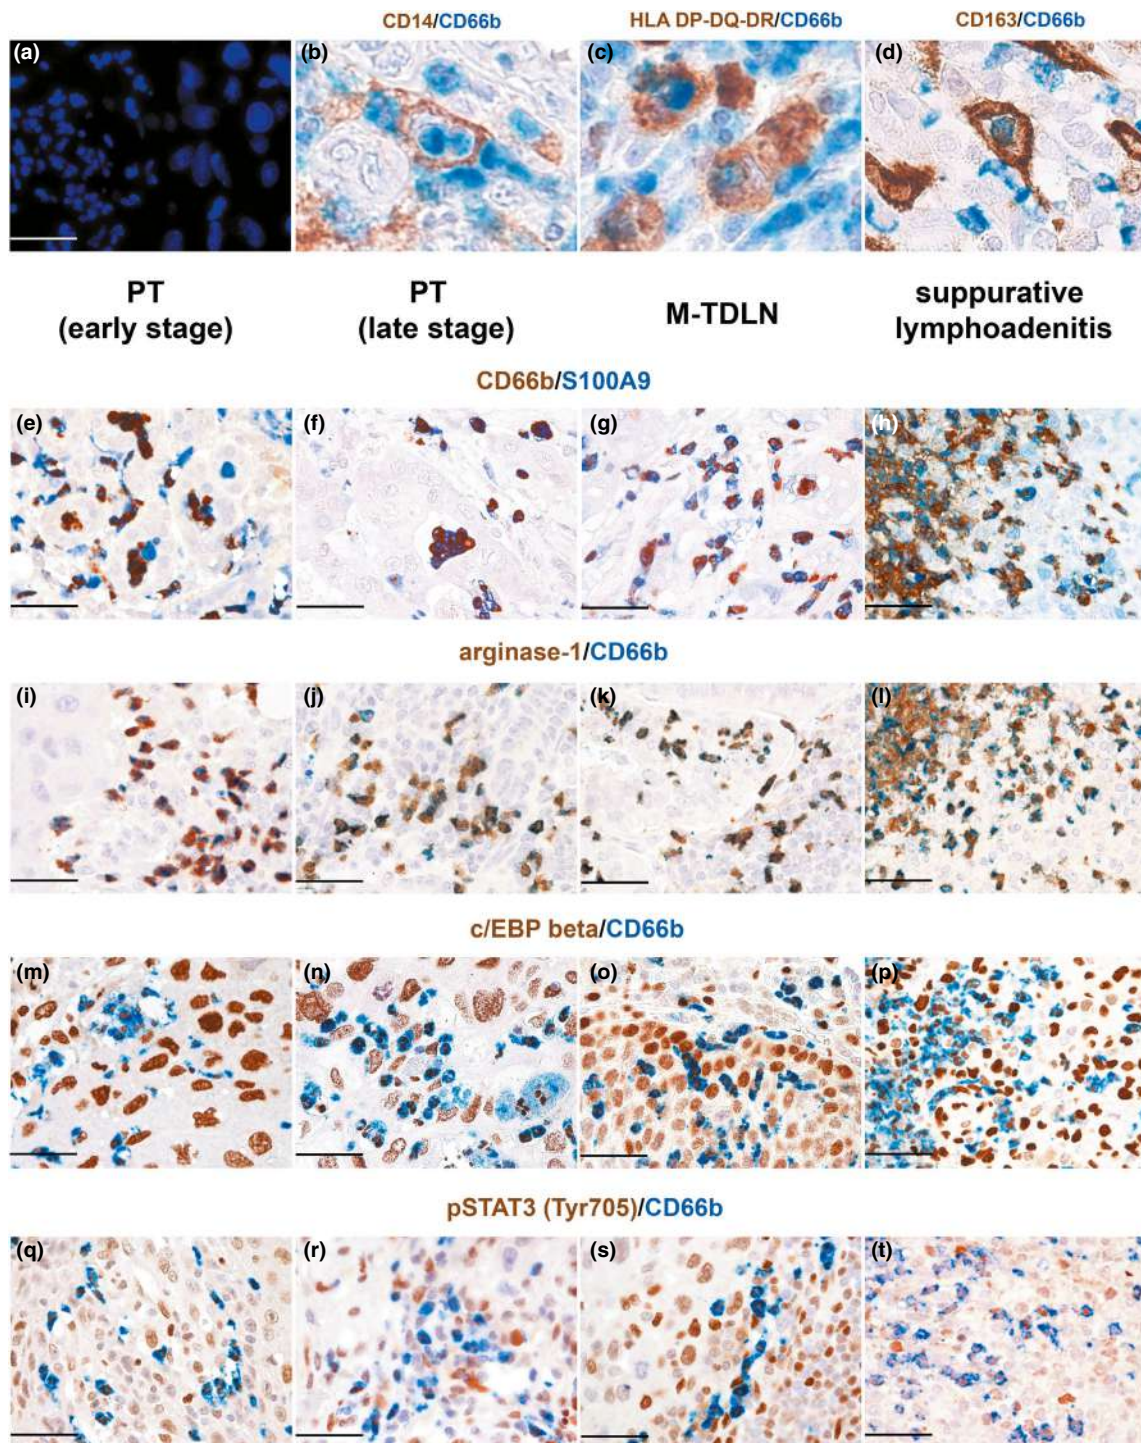 CD14/CD66b
HLA DP-DQ-DR/CD66b
CD163/CD66b
(a)
(b)
(c)
(d)
PT
(early stage)
PT
(late stage)
M-TDLN
suppurative
lymphoadenitis
CD66b/S100A9
(e)
(f)
(g)
(h)
arginase-1/CD66b
(i)
(j)
(k)
(l)
c/EBP beta/CD66b
(m)
(n)
(o)
(p)
pSTAT3 (Tyr705)/CD66b
(q)
(r)
(s)
(t)